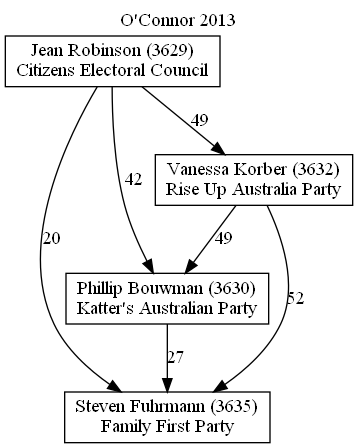 O'Connor 2013
Jean Robinson (3629)
Citizens Electoral Council
49
Vanessa Korber (3632)
Rise Up Australia Party
42
20
49
Phillip Bouwman (3630)
Katter's Australian Party
52
27
Steven Fuhrmann (3635)
Family First Party